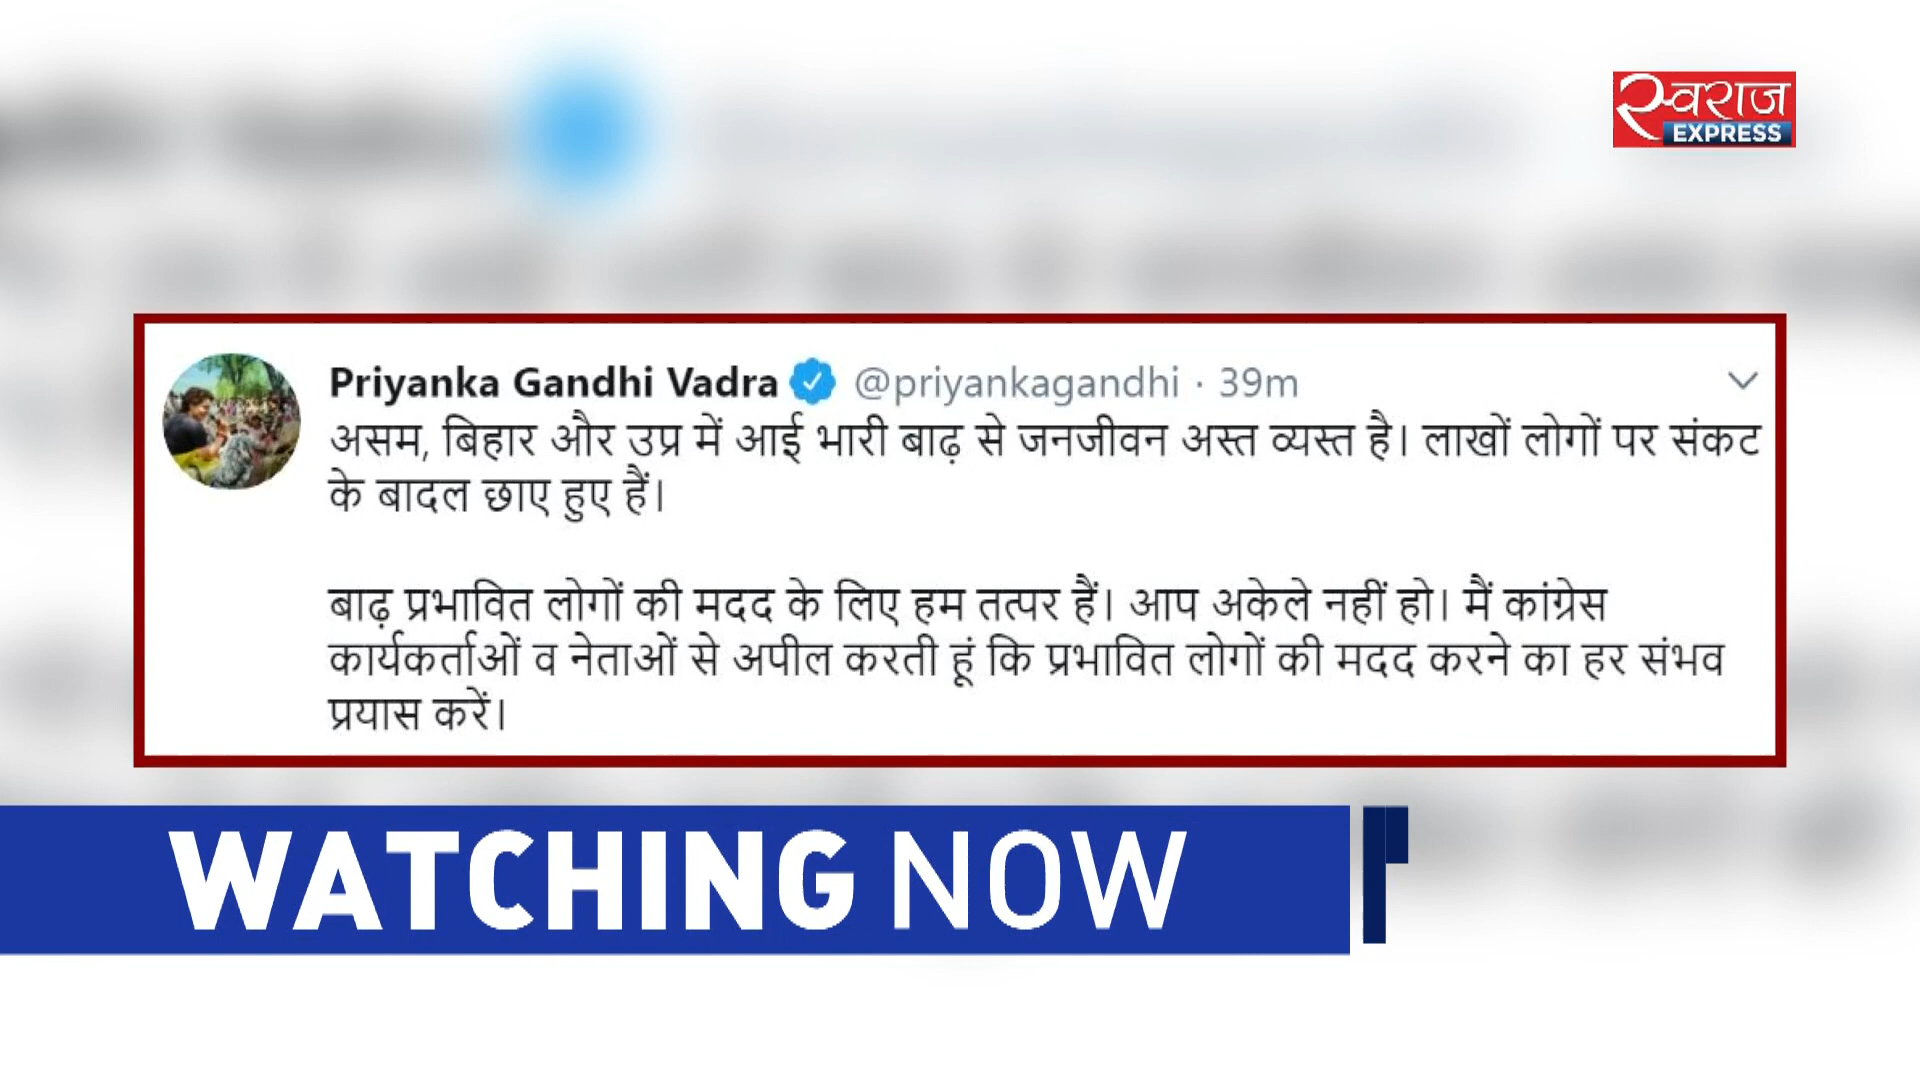 स्वराज
EXPRESS
Priyanka Gandhi Vadra @priyankagandhi · 39m
असम, बिहार और उप्र में आई भारी बाढ़ से जनजीवन अस्त व्यस्त है। लाखों लोगों पर संकट
के बादल छाए हुए हैं।
बाढ़ प्रभावित लोगों की मदद के लिए हम तत्पर हैं। आप अकेले नहीं हो। मैं कांग्रेस
कार्यकर्ताओं व नेताओं से अपील करती हूं कि प्रभावित लोगों की मदद करने का हर संभव
प्रयास करें।
WATCHING NOW